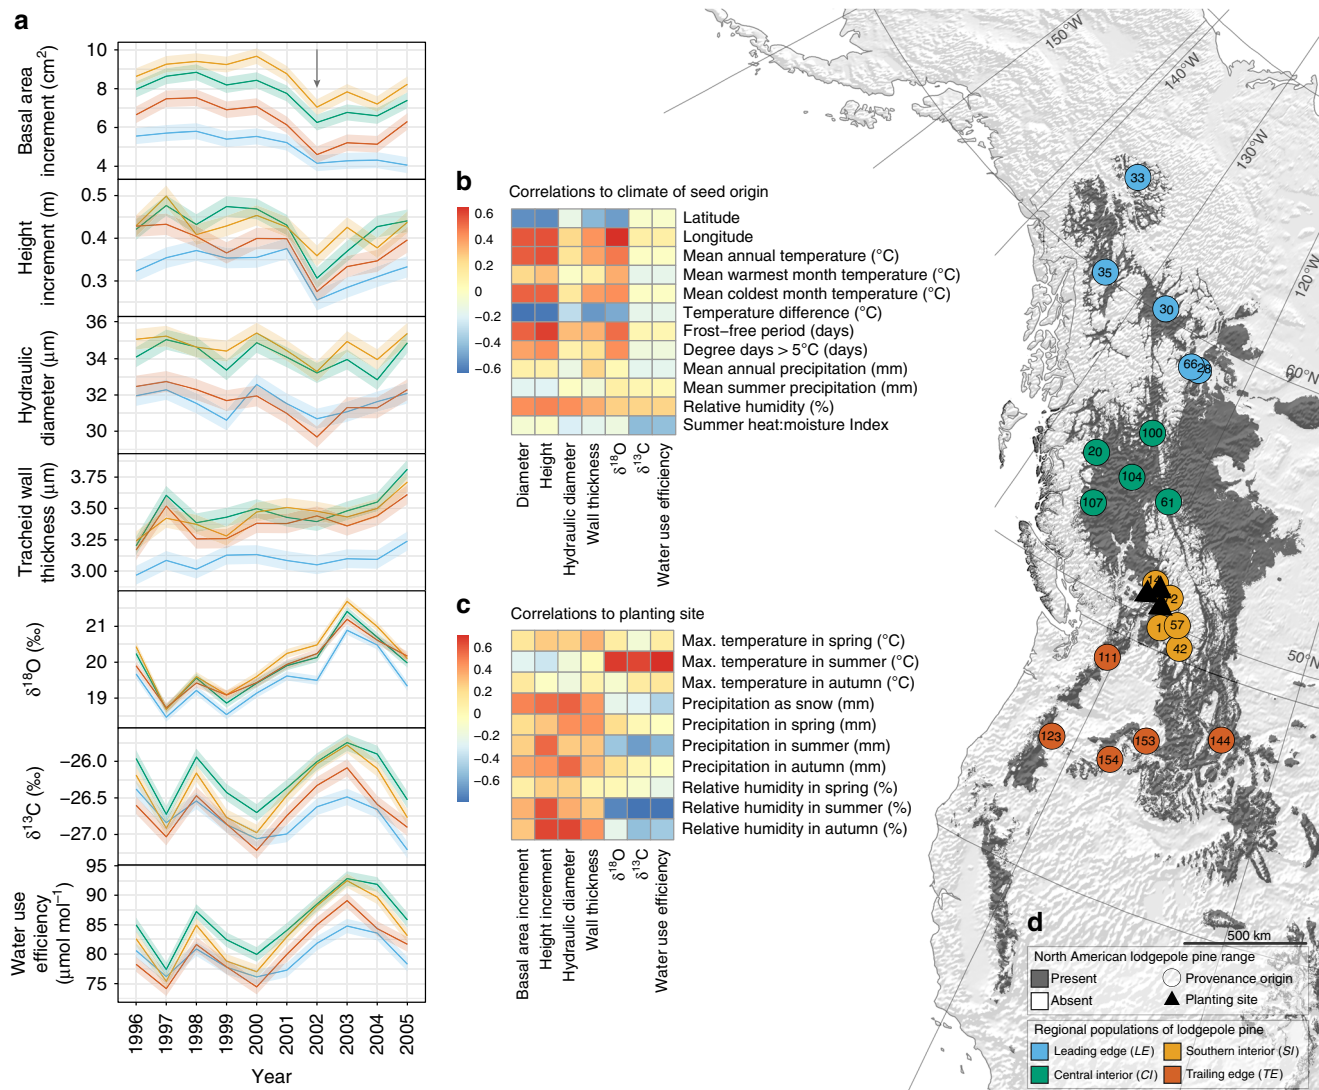 a
Basal area
increment (cm²)
10
8
6
4
Height
increment (m)
0.5
0.4
0.3
Hydraulic
diameter (μm)
36
34
32
30
Tracheid wall
thickness (μm)
3.75
3.50
3.25
3.00
δ¹⁸O (‰)
21
20
19
δ¹³C (‰)
−26.0
−26.5
−27.0
Water use
efficiency
(μmol mol⁻¹)
95
90
85
80
75
1996
1997
1998
1999
2000
2001
2002
2003
2004
2005
Year
b
Correlations to climate of seed origin
0.6
0.4
0.2
0
−0.2
−0.4
−0.6
Latitude
Longitude
Mean annual temperature (°C)
Mean warmest month temperature (°C)
Mean coldest month temperature (°C)
Temperature difference (°C)
Frost−free period (days)
Degree days > 5°C (days)
Mean annual precipitation (mm)
Mean summer precipitation (mm)
Relative humidity (%)
Summer heat:moisture Index
Diameter
Height
Hydraulic diameter
Wall thickness
δ¹⁸O
δ¹³C
Water use efficiency
c
Correlations to planting site
0.6
0.4
0.2
0
−0.2
−0.4
−0.6
Max. temperature in spring (°C)
Max. temperature in summer (°C)
Max. temperature in autumn (°C)
Precipitation as snow (mm)
Precipitation in spring (mm)
Precipitation in summer (mm)
Precipitation in autumn (mm)
Relative humidity in spring (%)
Relative humidity in summer (%)
Relative humidity in autumn (%)
Basal area increment
Height increment
Hydraulic diameter
Wall thickness
δ¹⁸O
δ¹³C
Water use efficiency
150°W
140°W
130°W
120°W
60°N
50°N
33
35
30
66
28
100
20
104
107
61
14
2
1
57
42
111
123
153
154
144
d
500 km
North American lodgepole pine range
Present
Provenance origin
Absent
Planting site
Regional populations of lodgepole pine
Leading edge (LE)
Southern interior (SI)
Central interior (CI)
Trailing edge (TE)